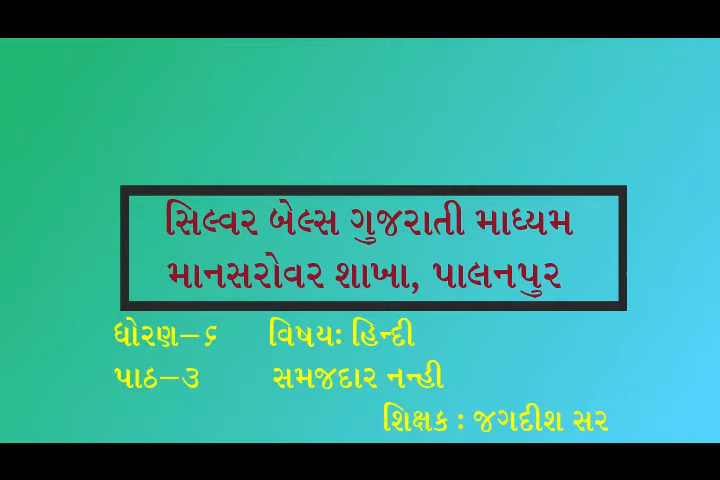 સિલ્વર બેલ્સ ગુજરાતી માધ્યમ
માનસરોવર શાખા, પાલનપુર
ધોરણ–૬ વિષયઃ હિન્દી
પાઠ–૩ સમજદાર નન્હી
શિક્ષક : જગદીશ સર